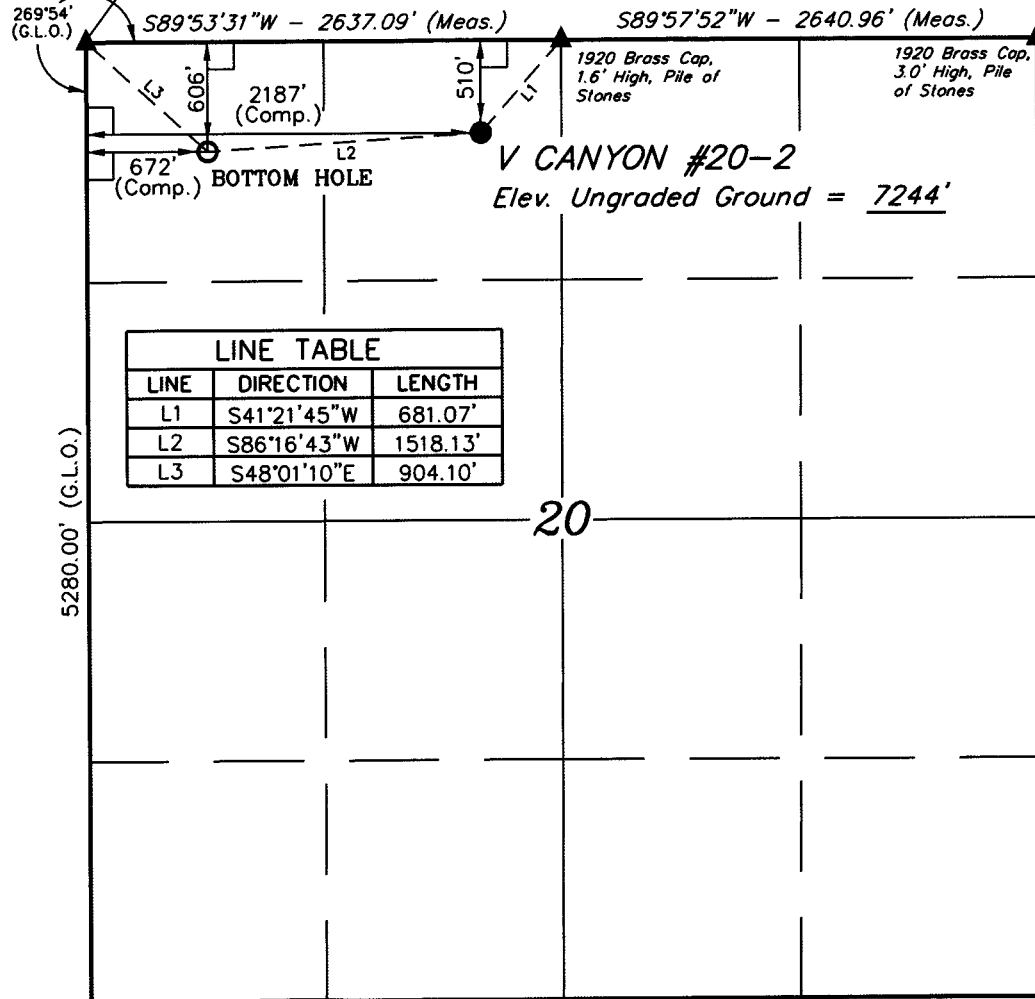 269°54'
(G.L.O.)
S89°53'31"W - 2637.09' (Meas.)
S89°57'52"W - 2640.96' (Meas.)
1920 Brass Cap,
1.6' High, Pile of
Stones
1920 Brass Cap,
3.0' High, Pile
of Stones
L3
606'
510'
L1
2187'
(Comp.)
L2
672'
(Comp.)
BOTTOM HOLE
V CANYON #20-2
Elev. Ungraded Ground = 7244'
LINE TABLE
LINE DIRECTION LENGTH
L1 S41°21'45"W 681.07'
L2 S86°16'43"W 1518.13'
L3 S48°01'10"E 904.10'
5280.00' (G.L.O.)
20